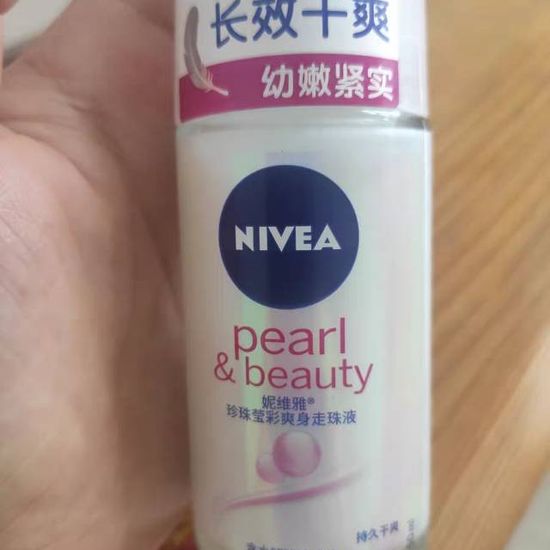 长效干爽
幼嫩紧实
NIVEA
pearl
& beauty
妮维雅®
珍珠莹彩爽身走珠液
持久干爽